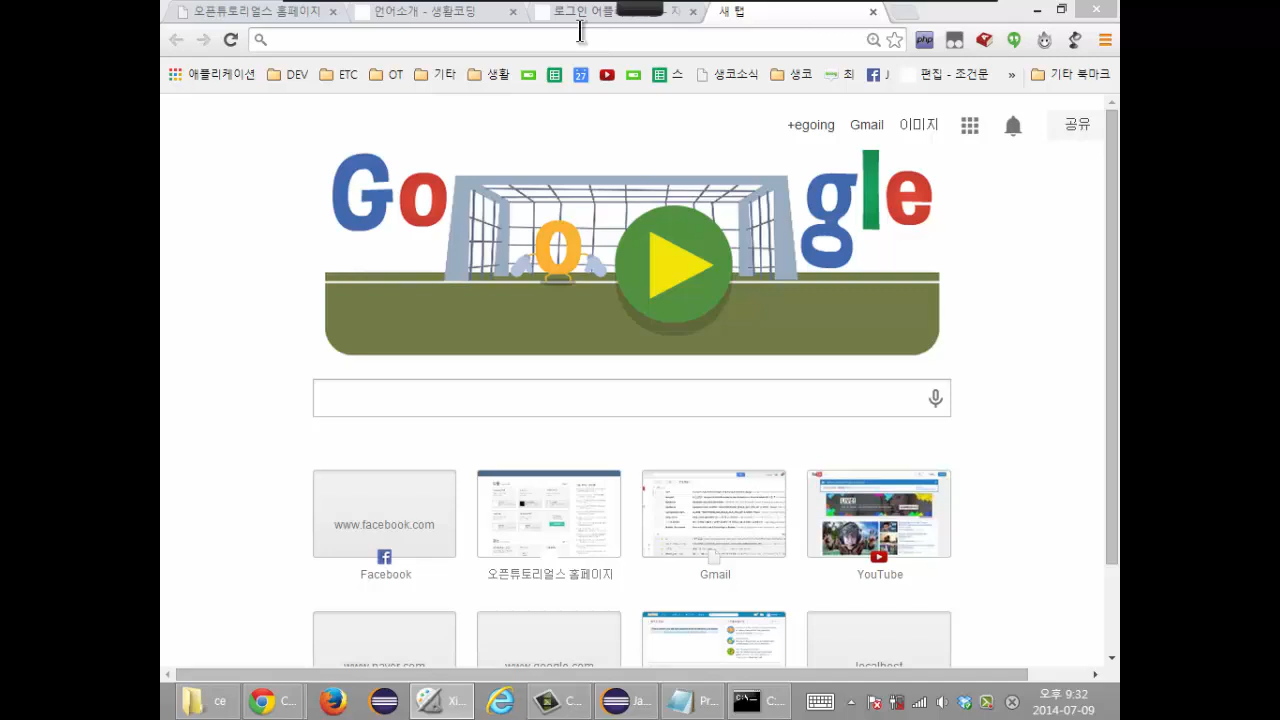 오픈튜토리얼스 홈페이지
언어소개 - 생활코딩
로그인 어플
새 탭
애플리케이션
DEV
ETC
OT
기타
생활
27
스
생코소식
생코
죄
J
편집 - 조건문
»
기타 북마크
php
+egoing
Gmail
이미지
공유
Google
www.facebook.com
Facebook
오픈튜토리얼스 홈페이지
Gmail
YouTube
www.naver.com
www.google.com
localhost
ce
C...
Xi...
C...
Ja...
Pr...
C:...
오후 9:32
2014-07-09